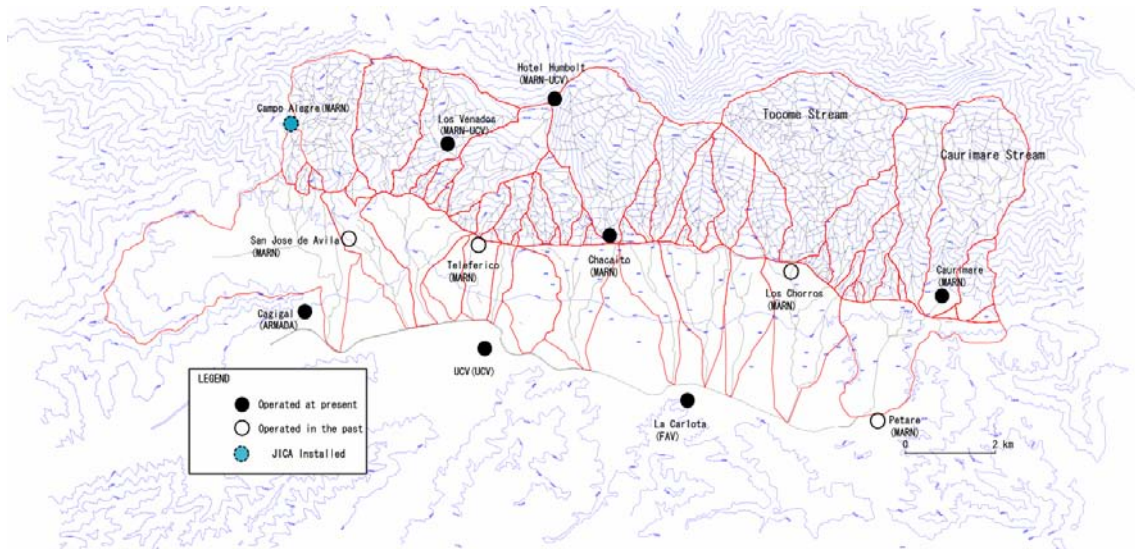 Hotel Humbolt
(MARN-UCV)
Campo Alegre(MARN)
Los Venados
(MARN-UCV)
Tocome Stream
Caurimare Stream
San Jose de Avila
(MARN)
Teleferico
(MARN)
Chacaito
(MARN)
Los Chorros
(MARN)
Caurimare
(MARN)
Cagigal
(ARMADA)
UCV(UCV)
La Carlota
(FAV)
Petare
(MARN)
0 2 km
LEGEND
Operated at present
Operated in the past
JICA Installed